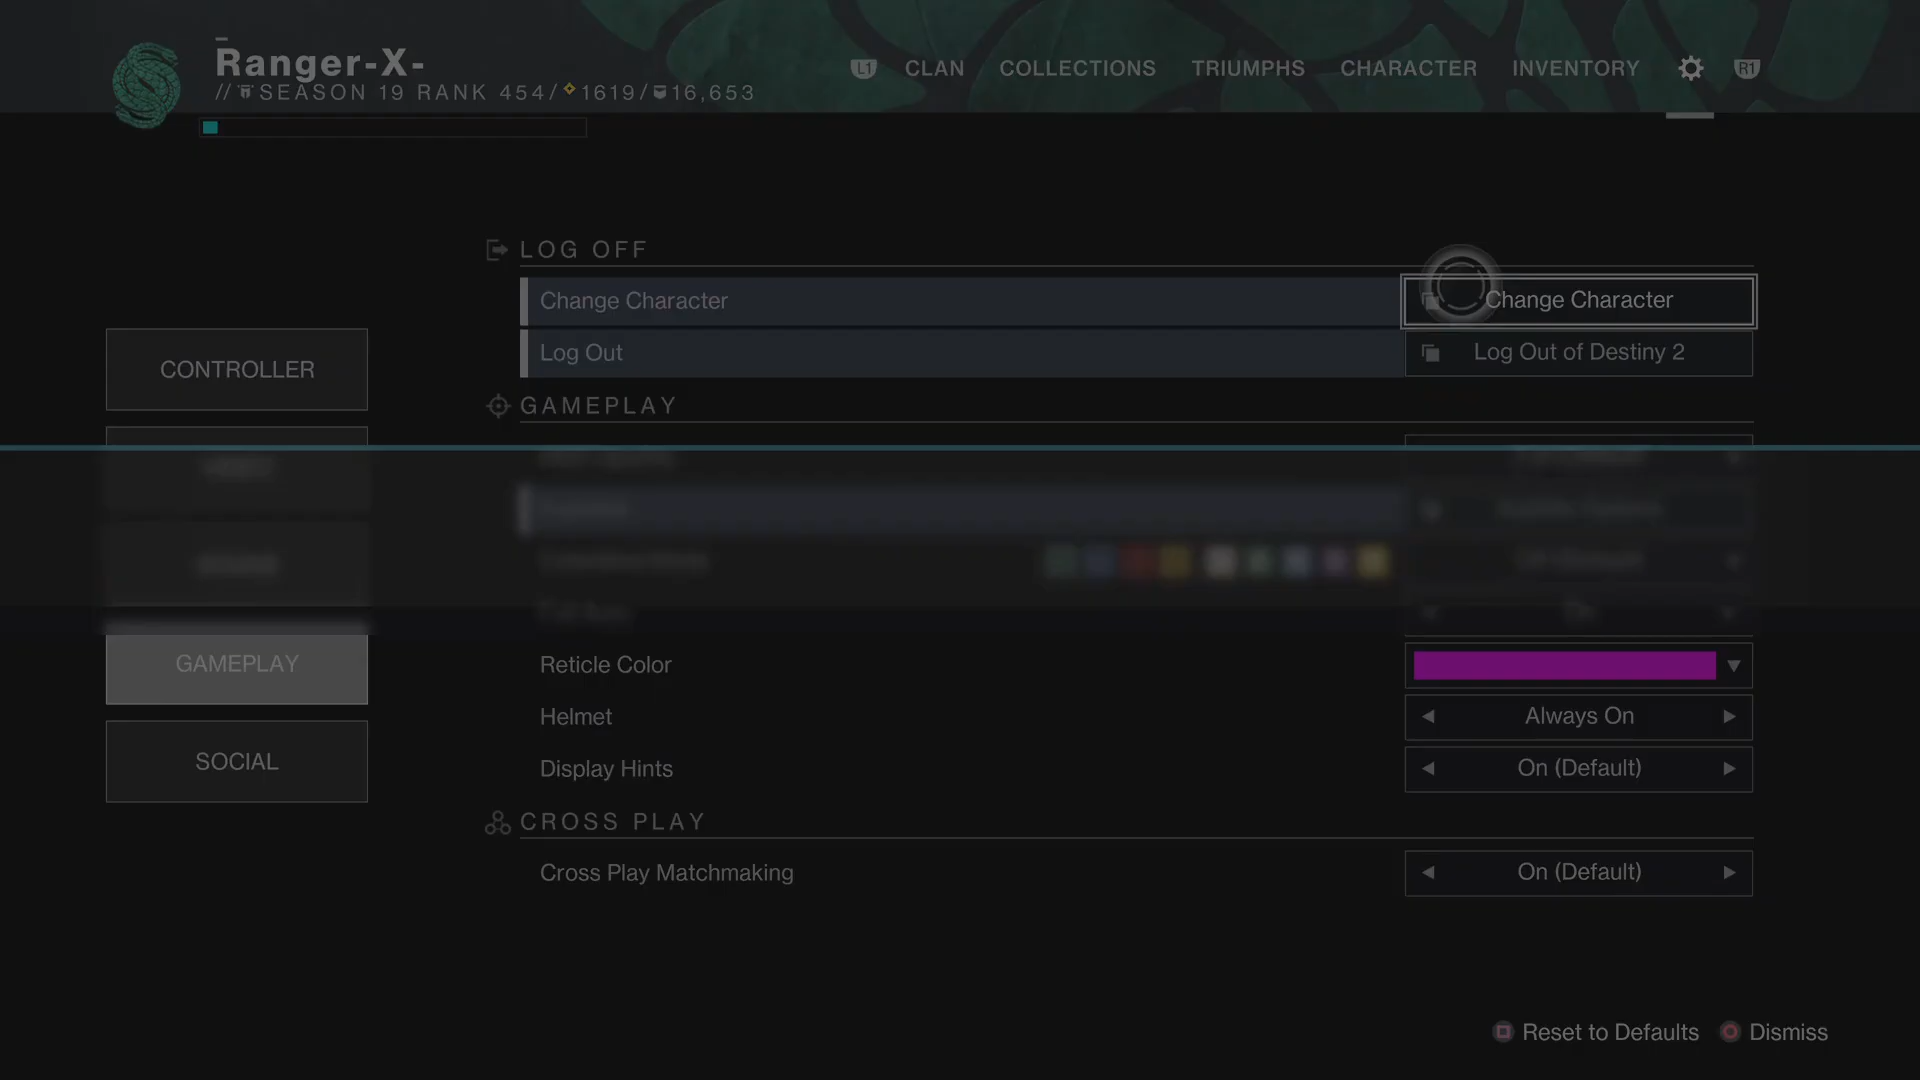 Ranger-X-
// SEASON 19 RANK 454/ 1619/ 16,653
L1 CLAN COLLECTIONS TRIUMPHS CHARACTER INVENTORY R1
LOG OFF
Change Character Change Character
Log Out Log Out of Destiny 2
GAMEPLAY
CONTROLLER
GAMEPLAY
SOCIAL
Reticle Color
Helmet Always On
Display Hints On (Default)
CROSS PLAY
Cross Play Matchmaking On (Default)
Reset to Defaults Dismiss